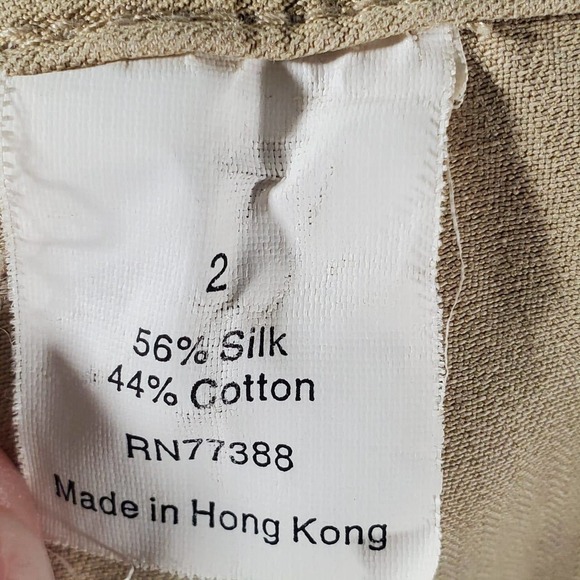 2
56% Silk
44% Cotton
RN77388
Made in Hong Kong